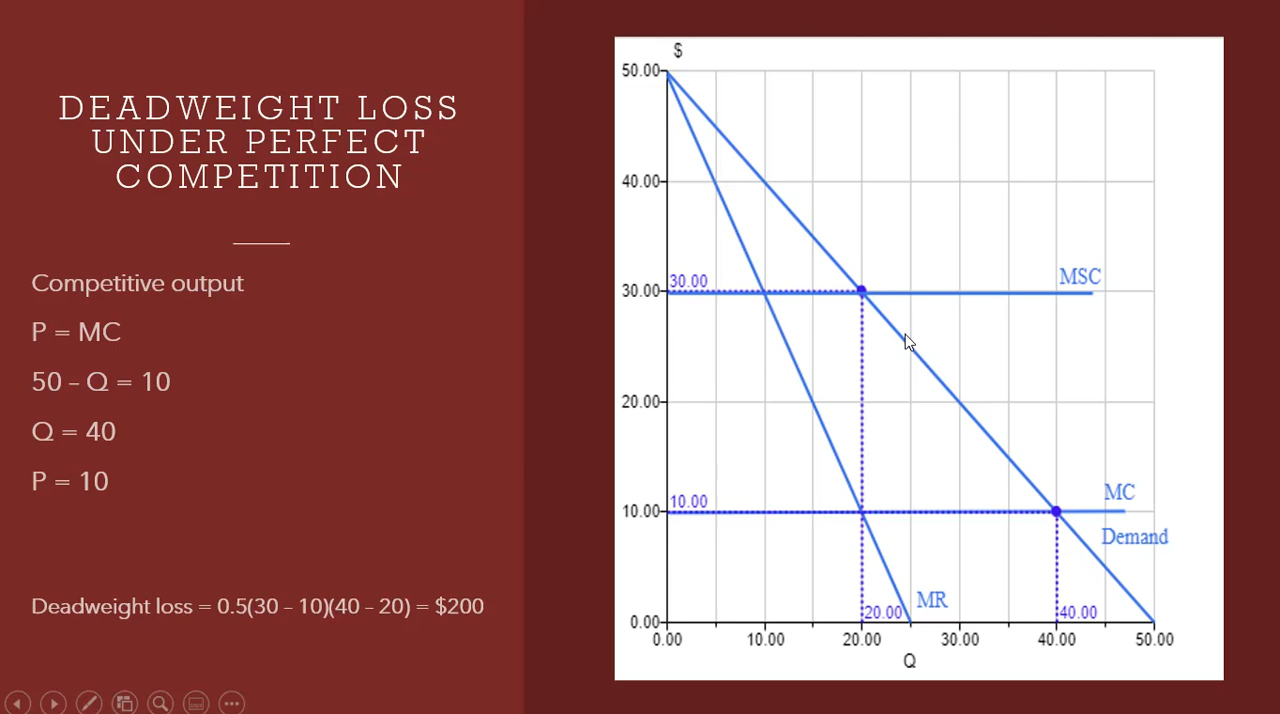 DEADWEIGHT LOSS
UNDER PERFECT
COMPETITION
Competitive output
P = MC
50 – Q = 10
Q = 40
P = 10
Deadweight loss = 0.5(30 – 10)(40 – 20) = $200
$
50.00
40.00
30.00
20.00
10.00
0.00
30.00
10.00
MSC
MC
Demand
MR
20.00
40.00
0.00 10.00 20.00 30.00 40.00 50.00
Q